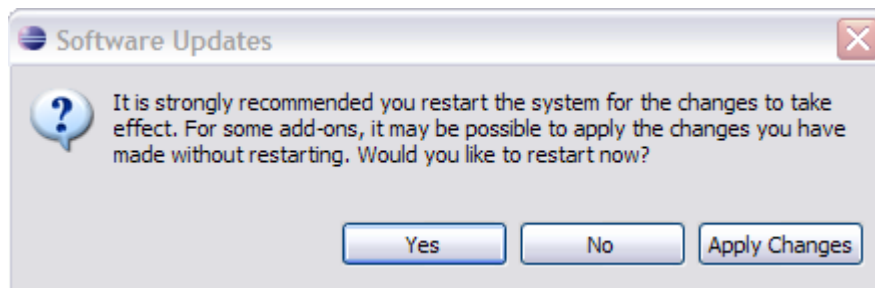 Software Updates
It is strongly recommended you restart the system for the changes to take
effect. For some add-ons, it may be possible to apply the changes you have
made without restarting. Would you like to restart now?
Yes No Apply Changes